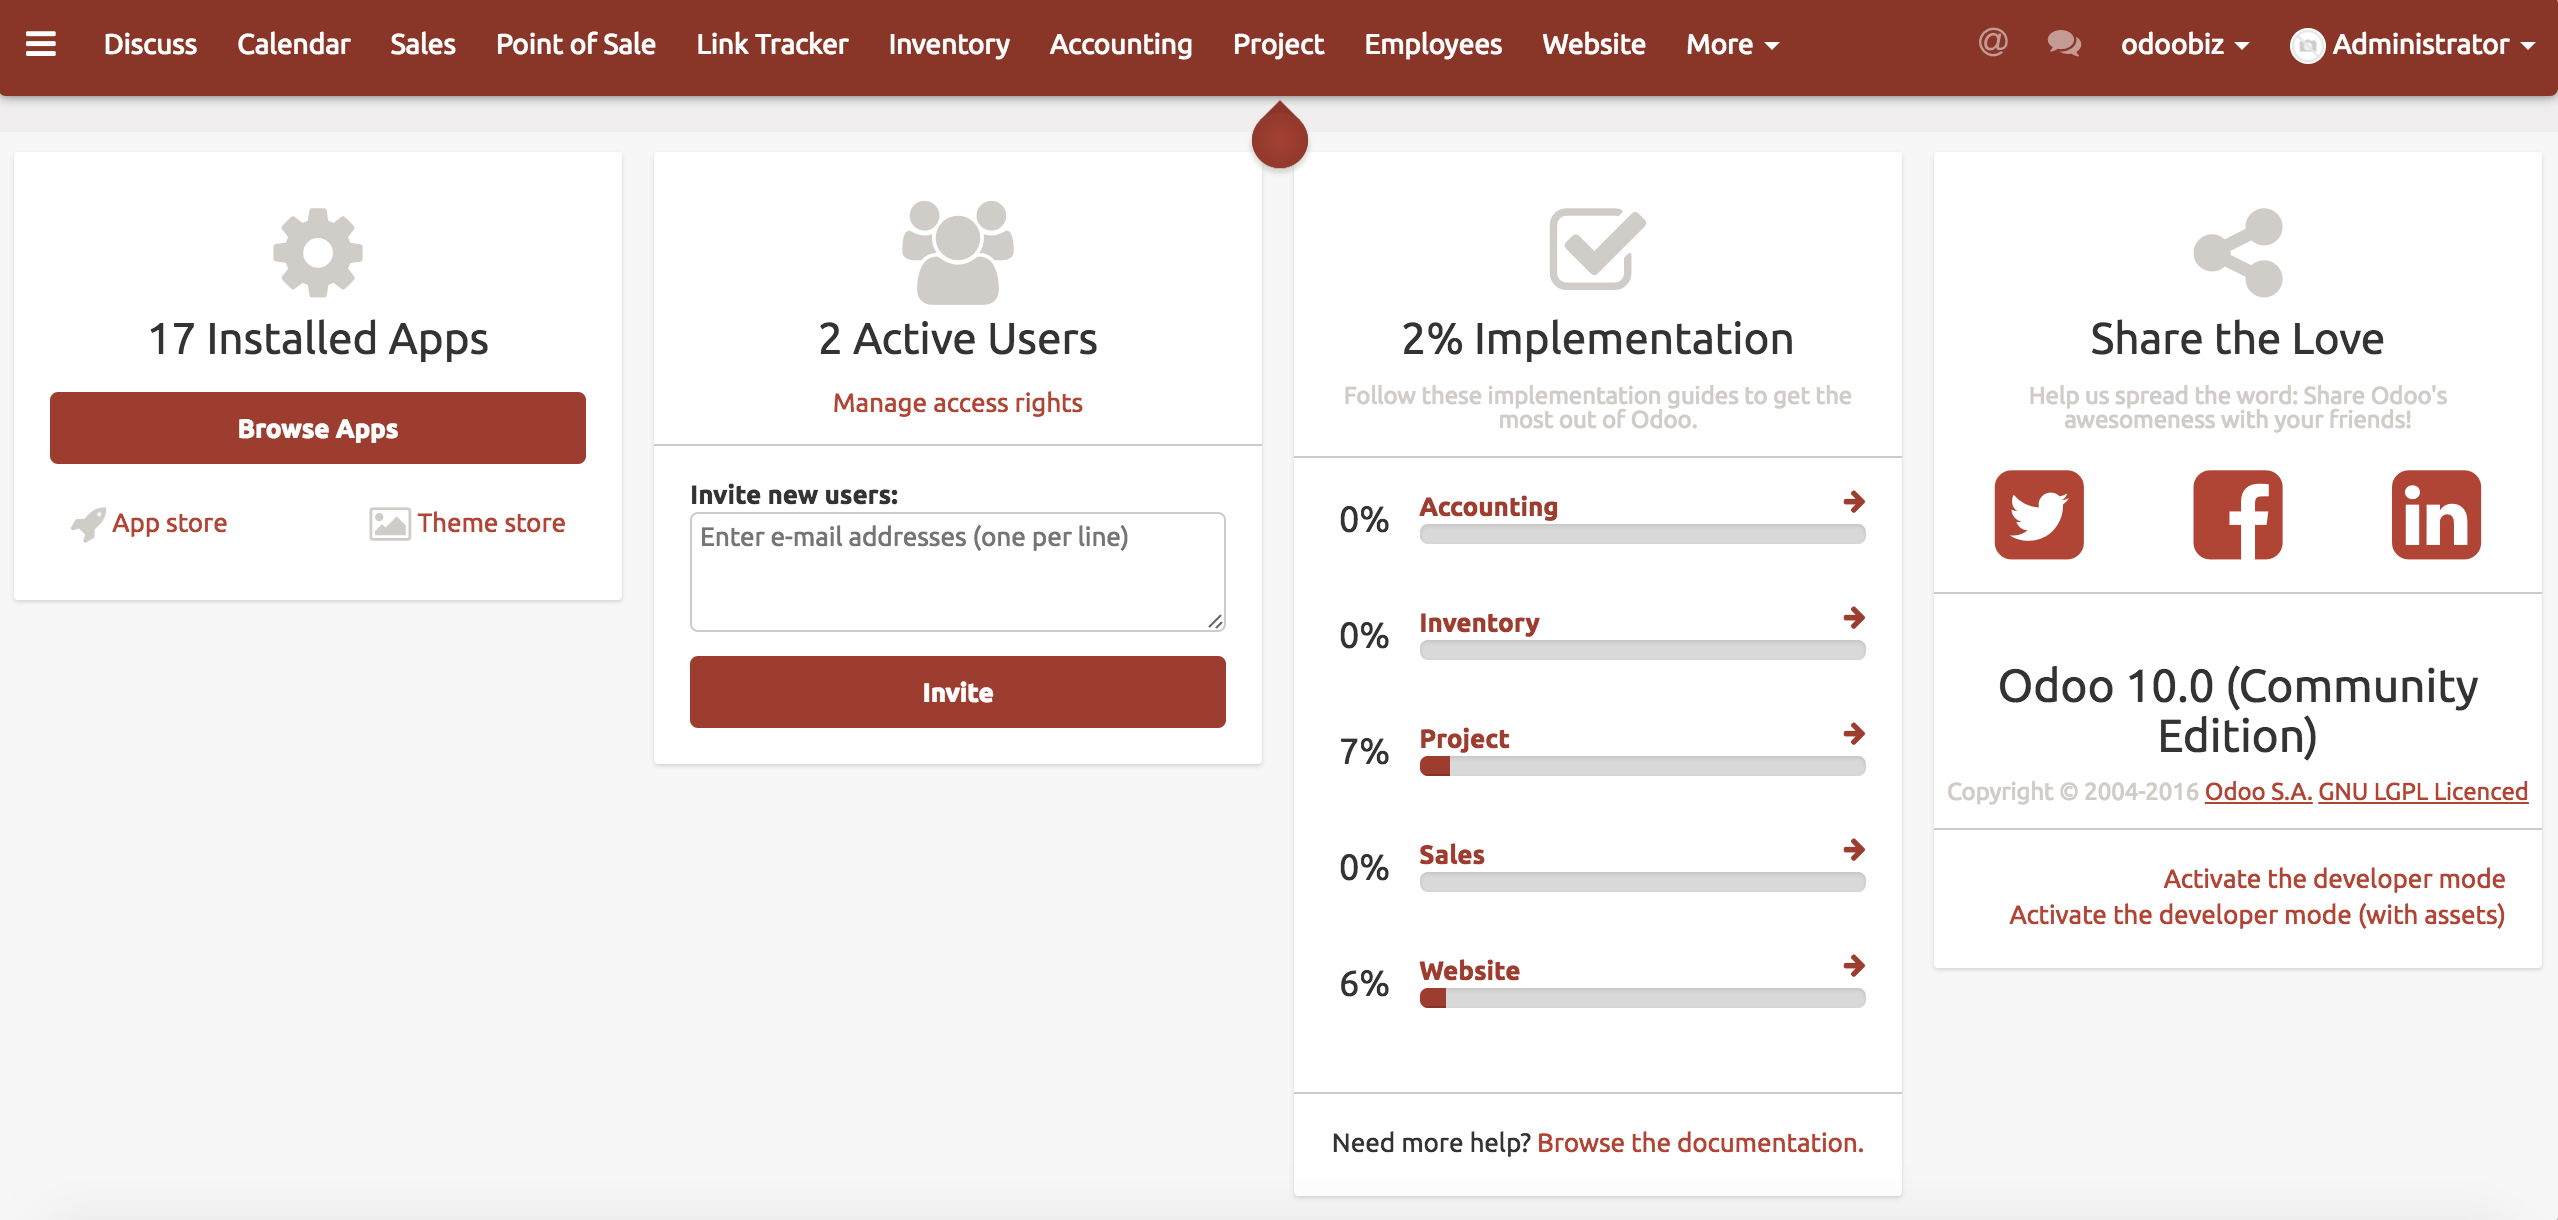 Discuss Calendar Sales Point of Sale Link Tracker Inventory Accounting Project Employees Website More @ odoobiz Administrator
17 Installed Apps
Browse Apps
App store Theme store
2 Active Users
Manage access rights
Invite new users:
Enter e-mail addresses (one per line)
Invite
2% Implementation
Follow these implementation guides to get the
most out of Odoo.
0% Accounting
0% Inventory
7% Project
0% Sales
6% Website
Need more help? Browse the documentation.
Share the Love
Help us spread the word: Share Odoo's
awesomeness with your friends!
Odoo 10.0 (Community
Edition)
Copyright © 2004-2016 Odoo S.A. GNU LGPL Licenced
Activate the developer mode
Activate the developer mode (with assets)